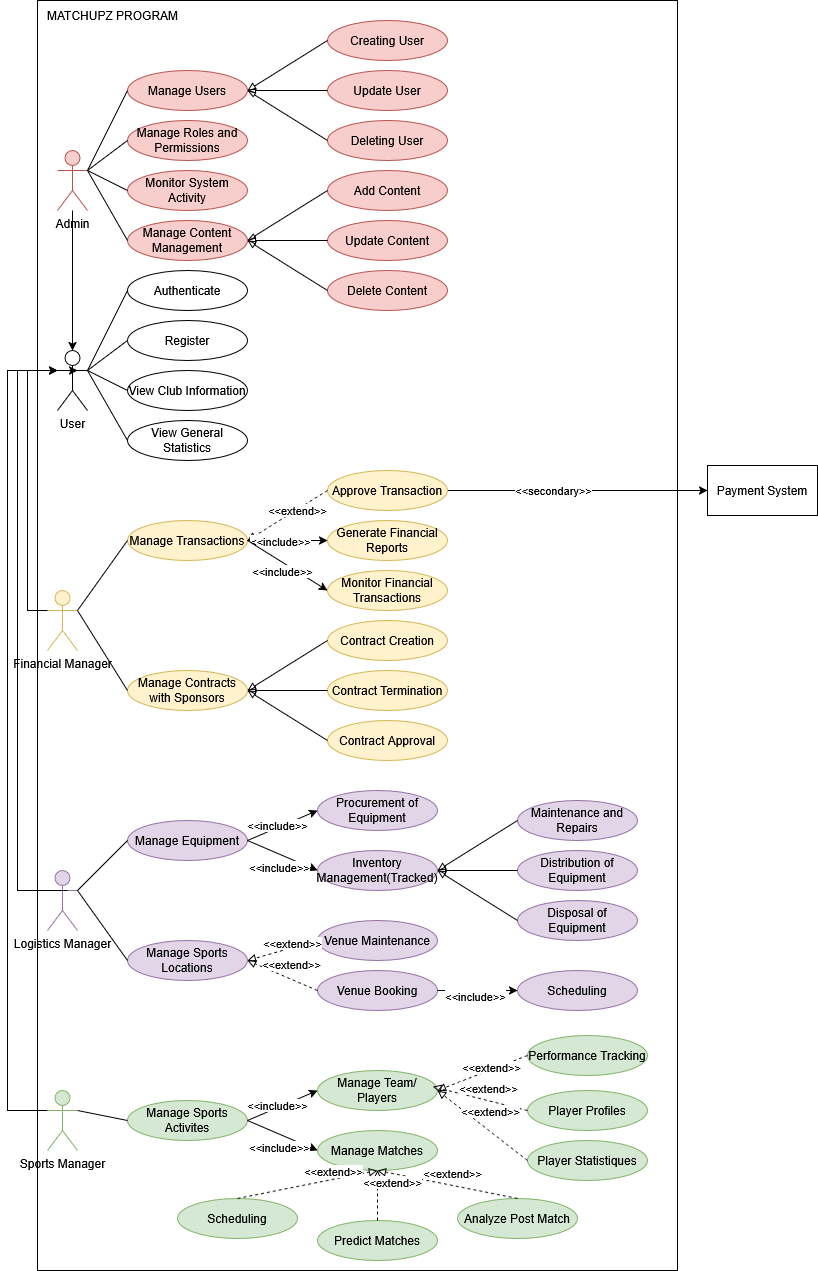 MATCHUPZ PROGRAM
Creating User
Manage Users
Update User
Manage Roles and
Permissions
Deleting User
Monitor System
Activity
Add Content
Admin
Manage Content
Management
Update Content
Authenticate
Delete Content
Register
View Club Information
User
View General
Statistics
Approve Transaction
<<secondary>>
Payment System
<<extend>>
Manage Transactions
<<include>>
Generate Financial
Reports
<<include>>
Monitor Financial
Transactions
Contract Creation
Financial Manager
Manage Contracts
with Sponsors
Contract Termination
Contract Approval
Procurement of
Equipment
Maintenance and
Repairs
<<include>>
Manage Equipment
<<include>>
Inventory
Management(Tracked)
Distribution of
Equipment
Disposal of
Equipment
Logistics Manager
Manage Sports
Locations
<<extend>>
Venue Maintenance
<<extend>>
Venue Booking
<<include>>
Scheduling
Performance Tracking
<<extend>>
Manage Team/
Players
<<extend>>
<<include>>
Player Profiles
<<extend>>
Manage Sports
Activites
<<include>>
Manage Matches
Sports Manager
Player Statistiques
<<extend>>
<<extend>>
<<extend>>
Scheduling
Predict Matches
Analyze Post Match